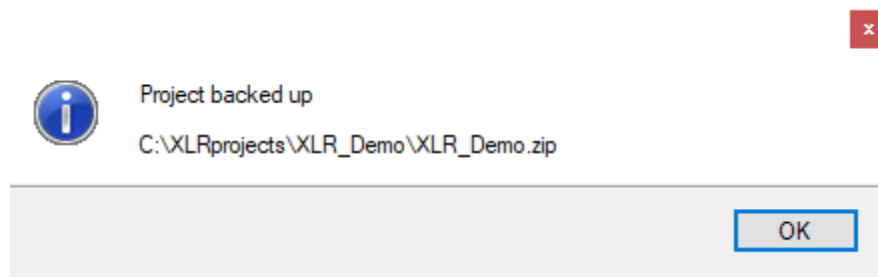 x
Project backed up
C:\XLRprojects\XLR_Demo\XLR_Demo.zip
OK